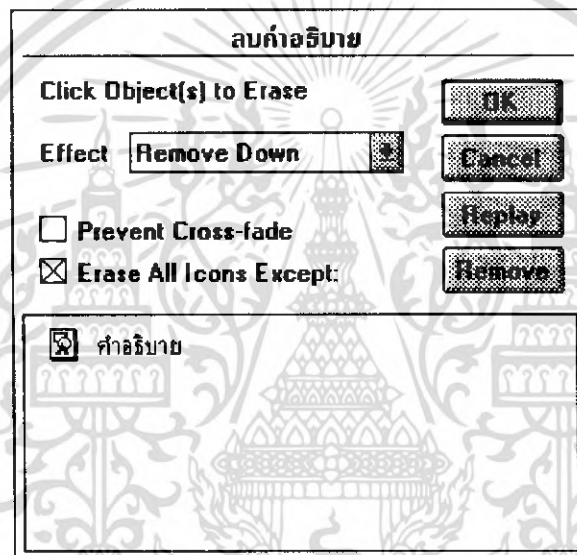 ลบคำอธิบาย
Click Object(s) to Erase
OK
Effect Remove Down
Cancel
Replay
Prevent Cross-fade
Erase All Icons Except:
Remove
คำอธิบาย